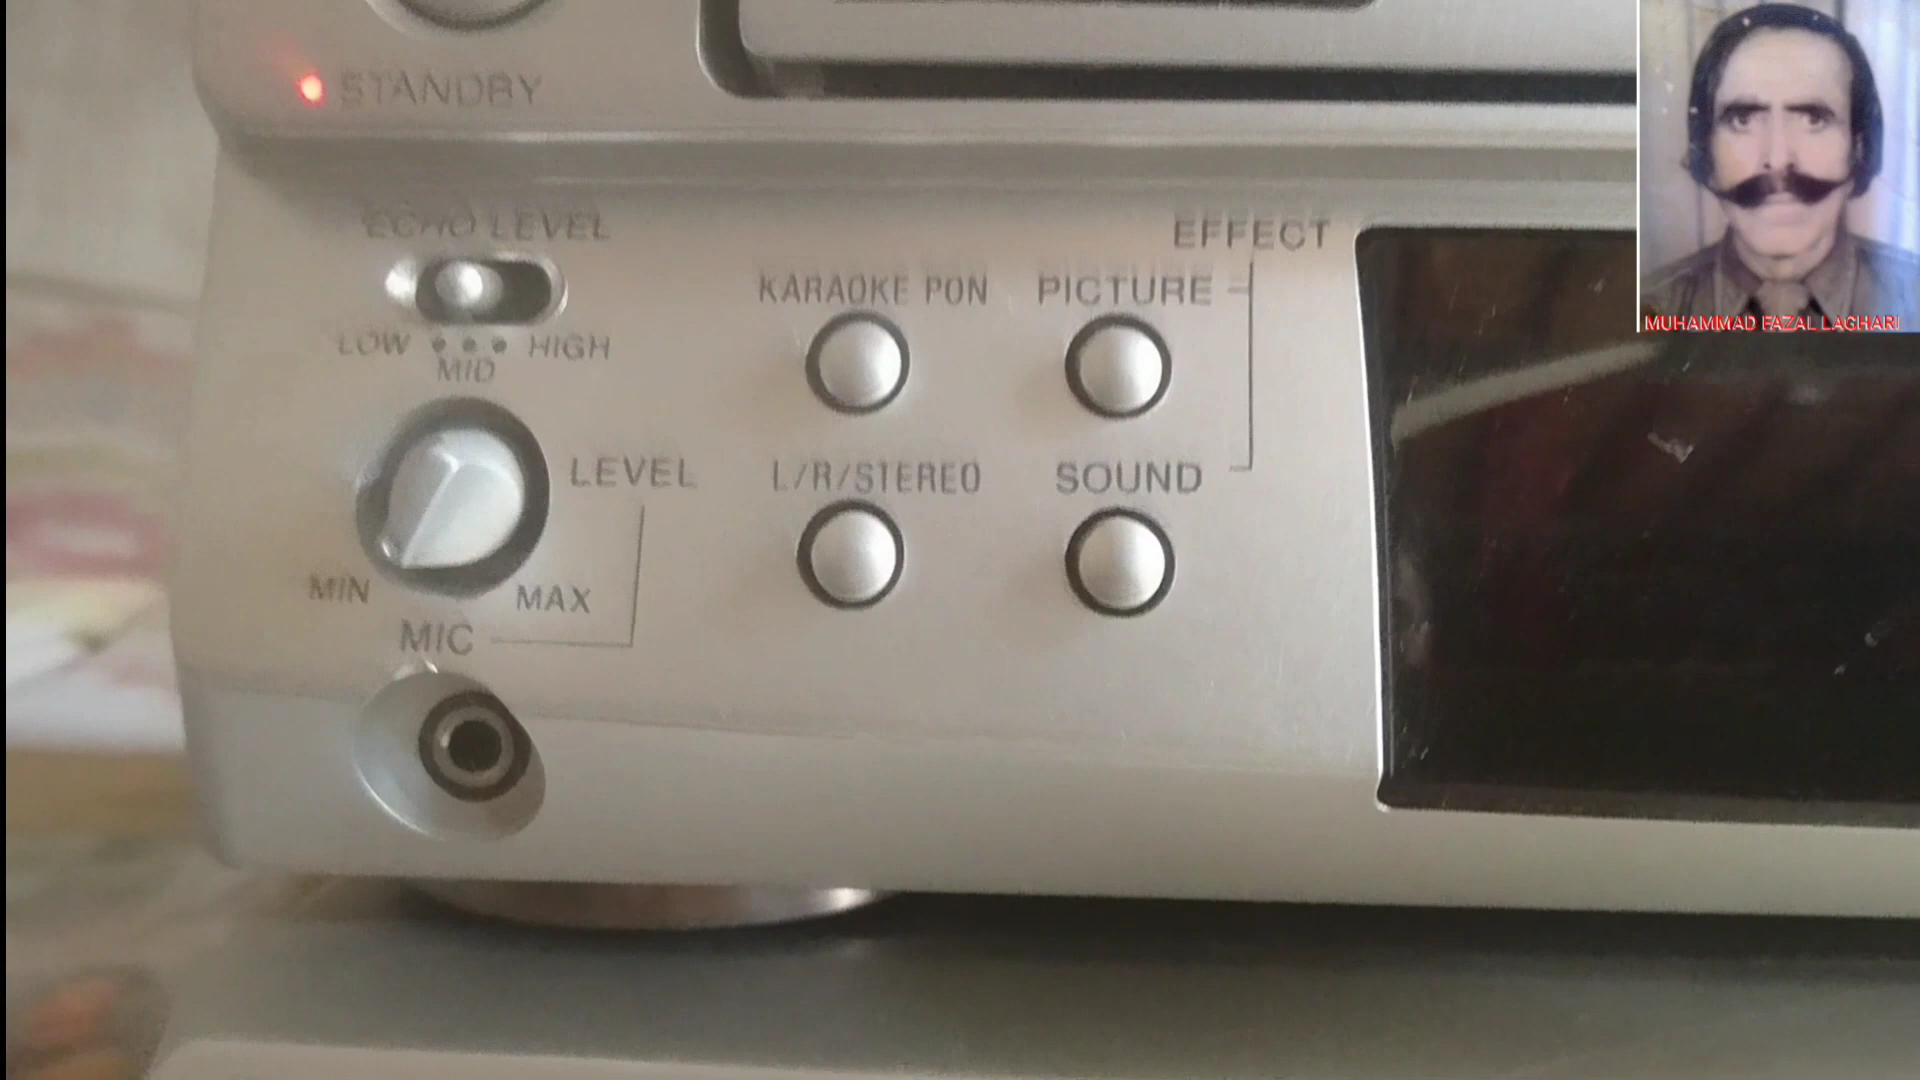 STANDBY
ECHO LEVEL
LOW HIGH
MID
LEVEL
MIN MAX
MIC
KARAOKE PON
L/R/STEREO
EFFECT
PICTURE
SOUND
MUHAMMAD FAZAL LAGHARI